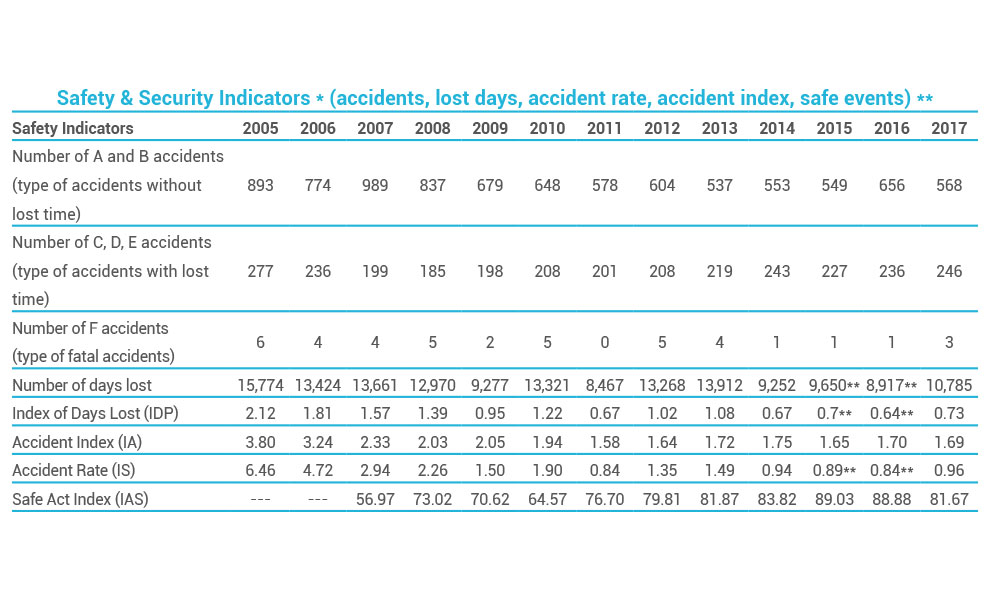 Safety & Security Indicators * (accidents, lost days, accident rate, accident index, safe events) **
Safety Indicators 2005 2006 2007 2008 2009 2010 2011 2012 2013 2014 2015 2016 2017
Number of A and B accidents
(type of accidents without 893 774 989 837 679 648 578 604 537 553 549 656 568
lost time)
Number of C, D, E accidents
(type of accidents with lost 277 236 199 185 198 208 201 208 219 243 227 236 246
time)
Number of F accidents
6 4 4 5 2 5 0 5 4 1 1 1 3
(type of fatal accidents)
Number of days lost 15,774 13,424 13,661 12,970 9,277 13,321 8,467 13,268 13,912 9,252 9,650** 8,917** 10,785
Index of Days Lost (IDP) 2.12 1.81 1.57 1.39 0.95 1.22 0.67 1.02 1.08 0.67 0.7** 0.64** 0.73
Accident Index (IA) 3.80 3.24 2.33 2.03 2.05 1.94 1.58 1.64 1.72 1.75 1.65 1.70 1.69
Accident Rate (IS) 6.46 4.72 2.94 2.26 1.50 1.90 0.84 1.35 1.49 0.94 0.89** 0.84** 0.96
Safe Act Index (IAS) --- --- 56.97 73.02 70.62 64.57 76.70 79.81 81.87 83.82 89.03 88.88 81.67